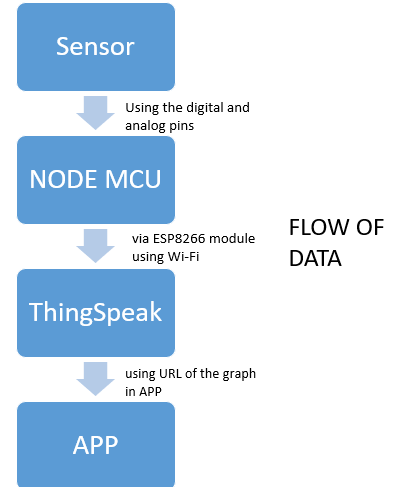 Sensor
Using the digital and
analog pins
NODE MCU
via ESP8266 module
using Wi-Fi
FLOW OF
DATA
ThingSpeak
using URL of the graph
in APP
APP